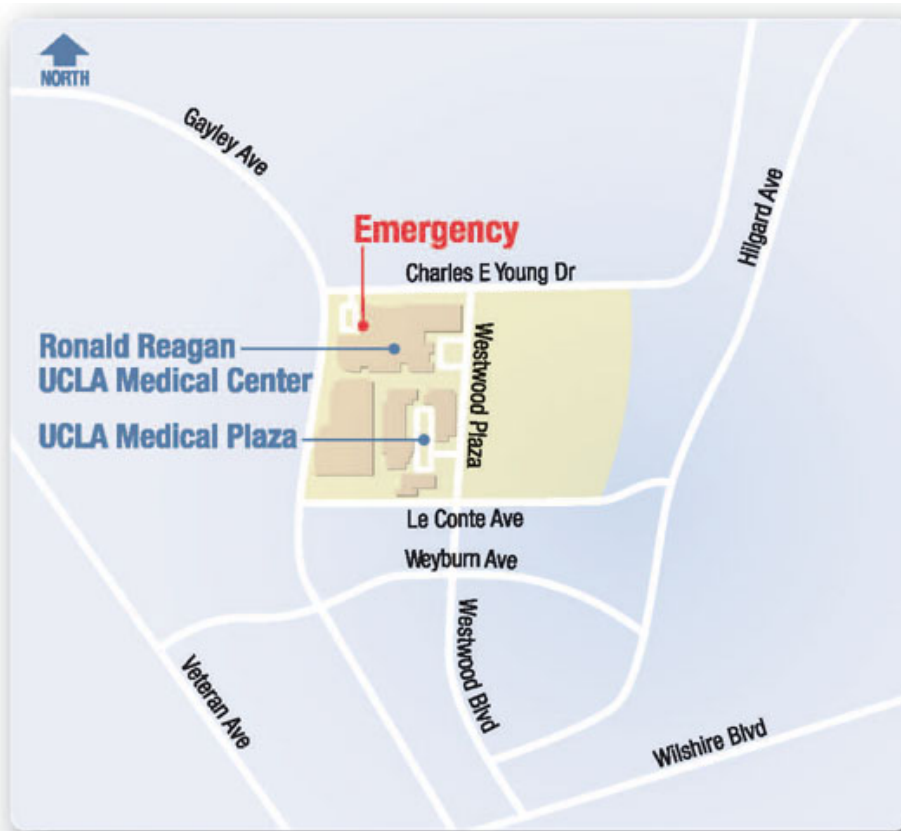 NORTH
Gayley Ave
Hilgard Ave
Emergency
Charles E Young Dr
Ronald Reagan
UCLA Medical Center
Westwood Plaza
UCLA Medical Plaza
Le Conte Ave
Weyburn Ave
Westwood Blvd
Veteran Ave
Wilshire Blvd